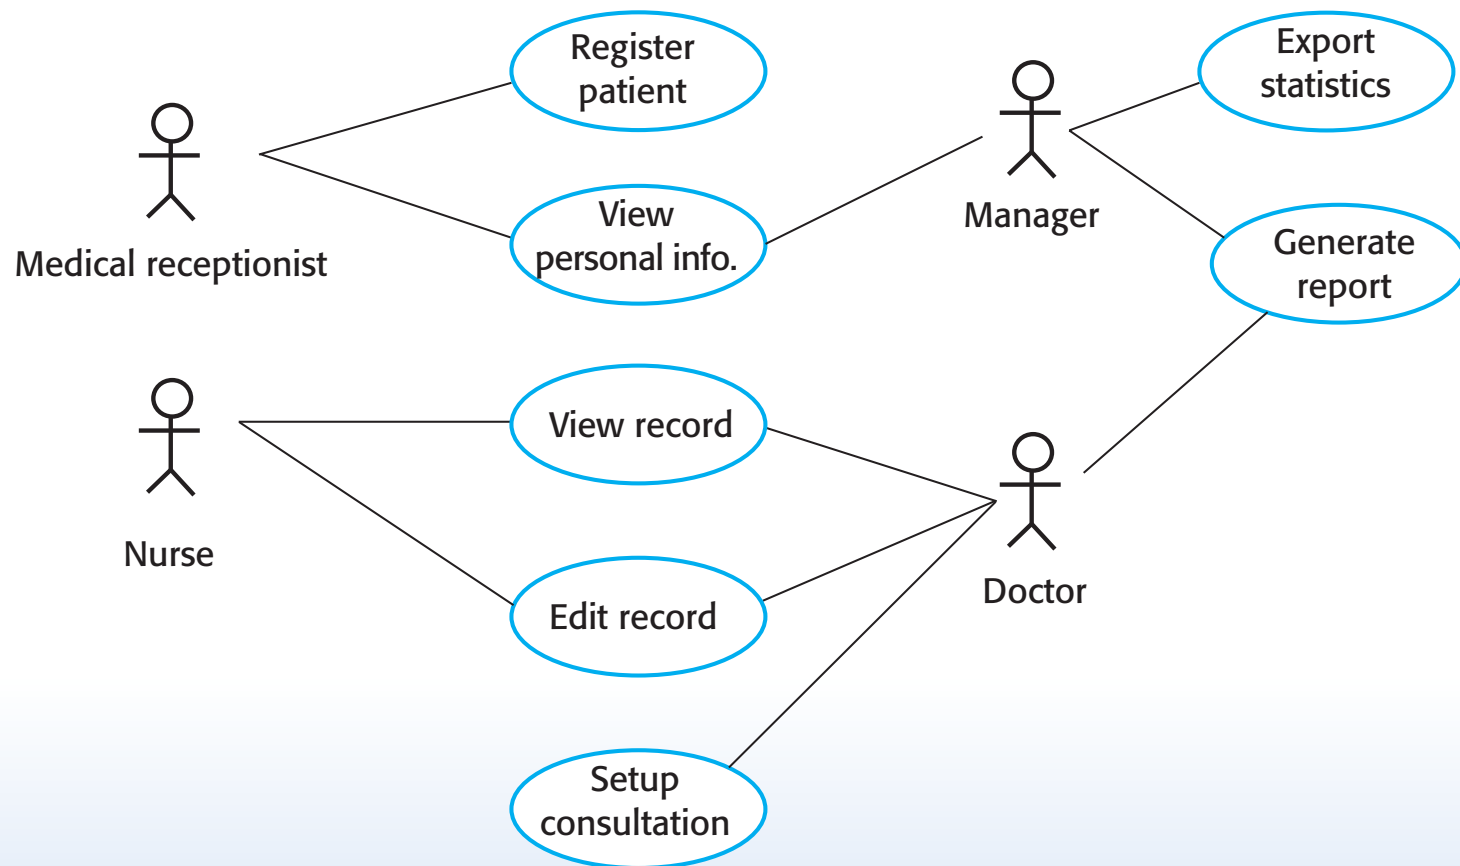 Register
patient
Export
statistics
Medical receptionist
View
personal info.
Manager
Generate
report
Nurse
View record
Edit record
Doctor
Setup
consultation